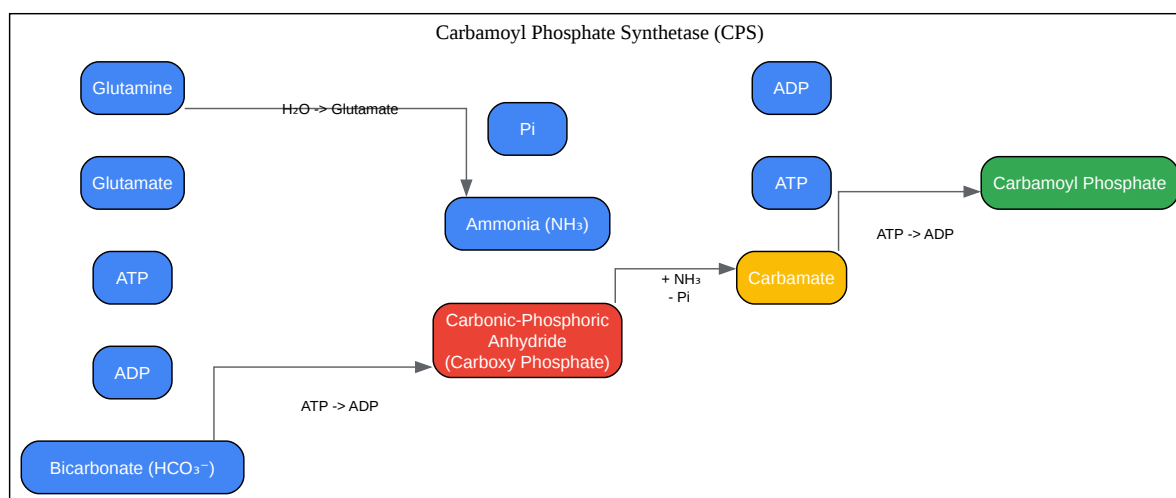 Carbamoyl Phosphate Synthetase (CPS)
Glutamine
H₂O -> Glutamate
Pi
ADP
Glutamate
Ammonia (NH₃)
ATP
Carbamoyl Phosphate
ATP -> ADP
ATP
+ NH₃
- Pi
Carbamate
Carbonic-Phosphoric
Anhydride
(Carboxy Phosphate)
ADP
ATP -> ADP
Bicarbonate (HCO₃⁻)